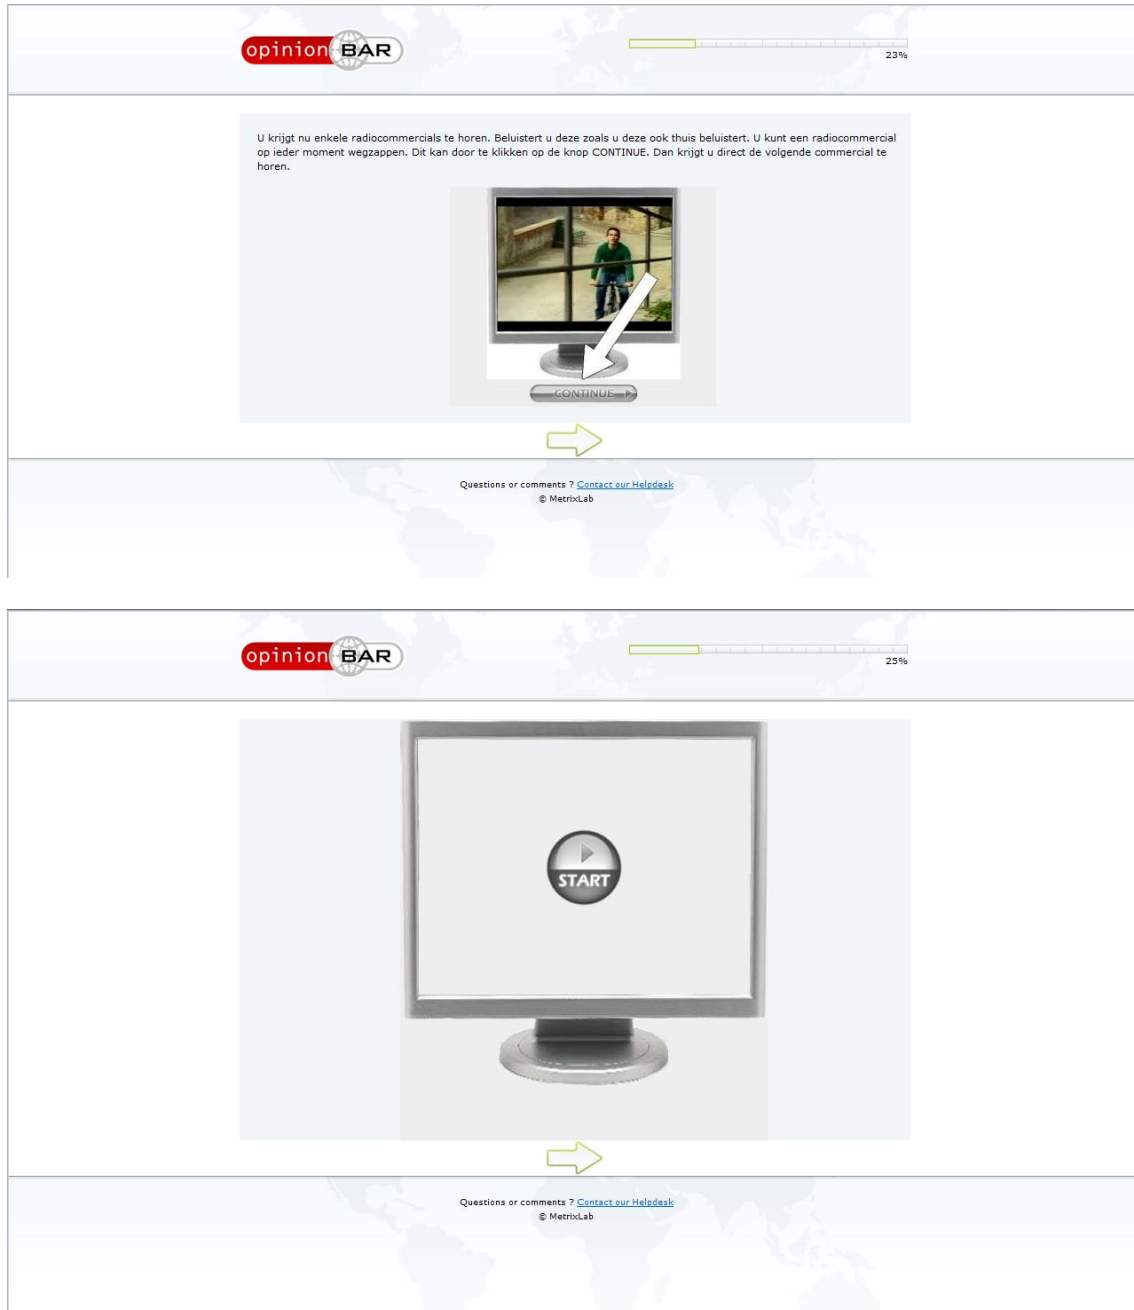 opinion BAR
23%
U krijgt nu enkele radiocommercials te horen. Beluistert u deze zoals u deze ook thuis beluistert. U kunt een radiocommercial
op ieder moment wegzappen. Dit kan door te klikken op de knop CONTINUE. Dan krijgt u direct de volgende commercial te
horen.
CONTINUE
Questions or comments ? Contact our Helpdesk
© MetrixLab
opinion BAR
25%
START
Questions or comments ? Contact our Helpdesk
© MetrixLab